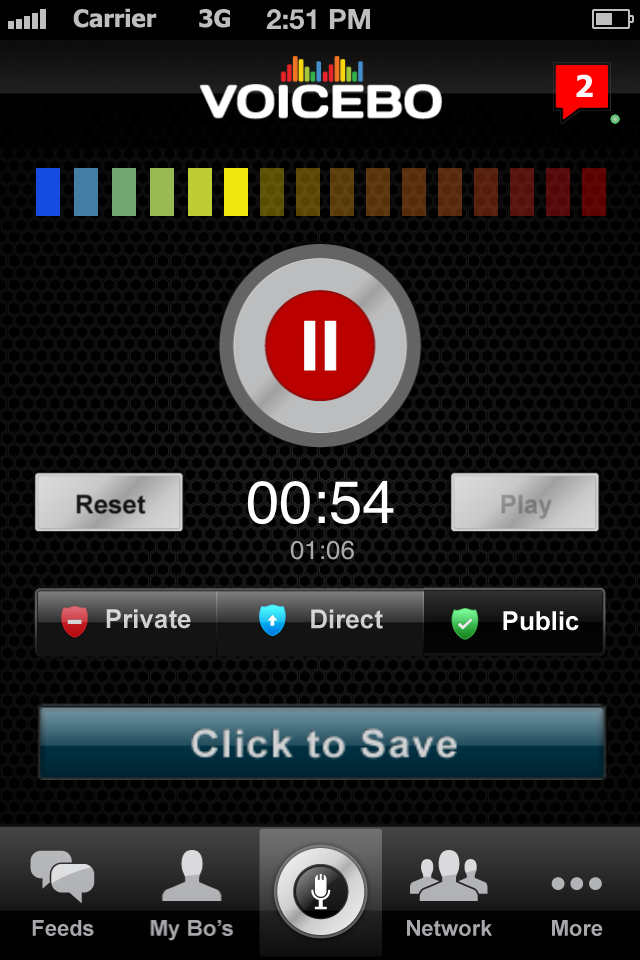 Carrier 3G 2:51 PM
VOICEBO
2
Reset 00:54 Play
01:06
Private Direct Public
Click to Save
Feeds My Bo's Network More